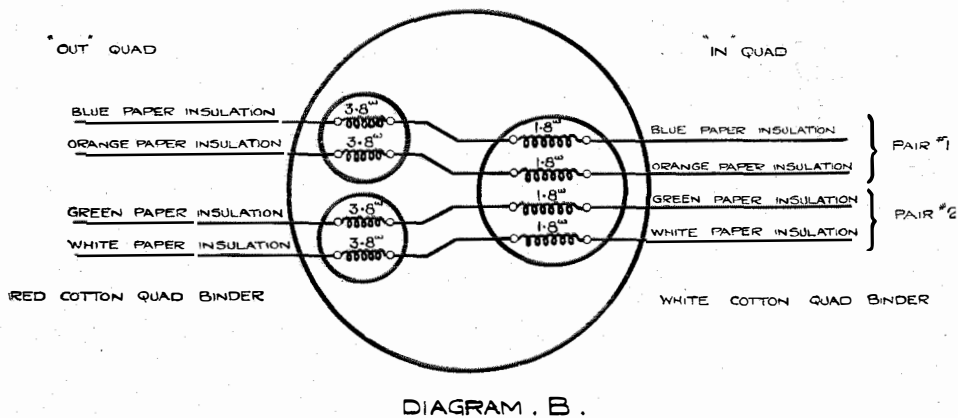 "OUT" QUAD
"IN" QUAD
BLUE PAPER INSULATION
3·8ω
1·8ω
BLUE PAPER INSULATION
ORANGE PAPER INSULATION
3·8ω
1·8ω
ORANGE PAPER INSULATION
PAIR #1
GREEN PAPER INSULATION
3·8ω
1·8ω
GREEN PAPER INSULATION
WHITE PAPER INSULATION
3·8ω
1·8ω
WHITE PAPER INSULATION
PAIR #2
RED COTTON QUAD BINDER
WHITE COTTON QUAD BINDER
DIAGRAM . B .